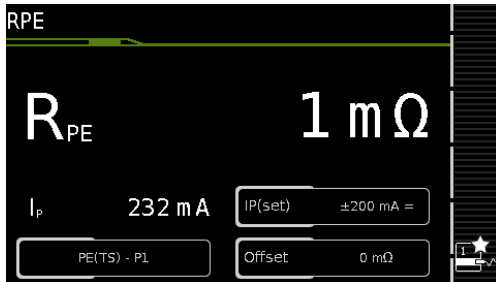 RPE
RPE 1 mΩ
IP 232 mA IP(set) ±200 mA =
PE(TS) - P1 Offset 0 mΩ
1